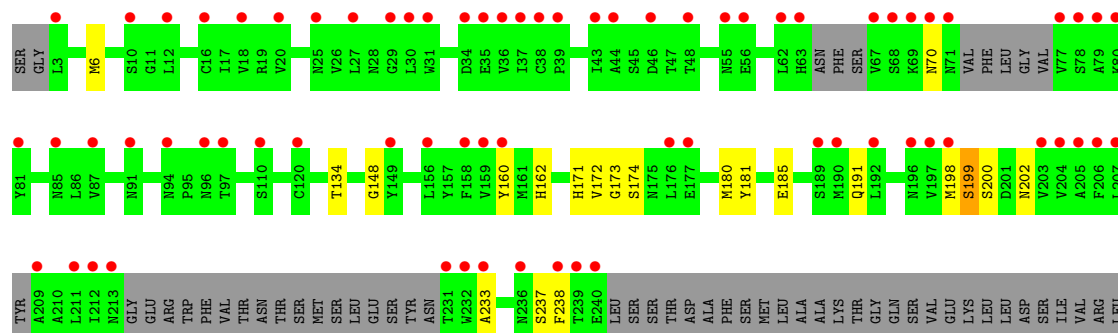 SER GLY L3 M6 S10 G11 L12 C16 I17 V18 R19 V20 N25 V26 L27 N28 G29 L30 W31 D34 E35 V36 I37 C38 P39 I43 A44 S45 D46 T47 T48 N55 E56 L62 H63 ASN PHE SER V67 S68 K69 N70 N71 VAL PHE LEU GLY VAL V77 S78 A79 K80
Y81 N85 L86 V87 N91 N94 P95 N96 T97 S110 C120 T134 G148 Y149 L156 Y157 F158 V159 Y160 M161 H162 H171 V172 G173 S174 N175 L176 E177 M180 Y181 E185 S189 M190 Q191 L192 N196 V197 M198 S199 S200 D201 N202 V203 V204 A205 F206
TYR A209 A210 L211 I212 N213 GLY GLU ARG TRP PHE VAL THR ASN THR SER MET SER LEU GLU SER TYR ASN T231 W232 A233 N236 S237 F238 T239 E240 LEU SER SER THR ASP ALA PHE SER MET LEU ALA ALA LYS THR GLY GLN SER VAL GLU LYS LEU LEU ASP SER ILE VAL ARG